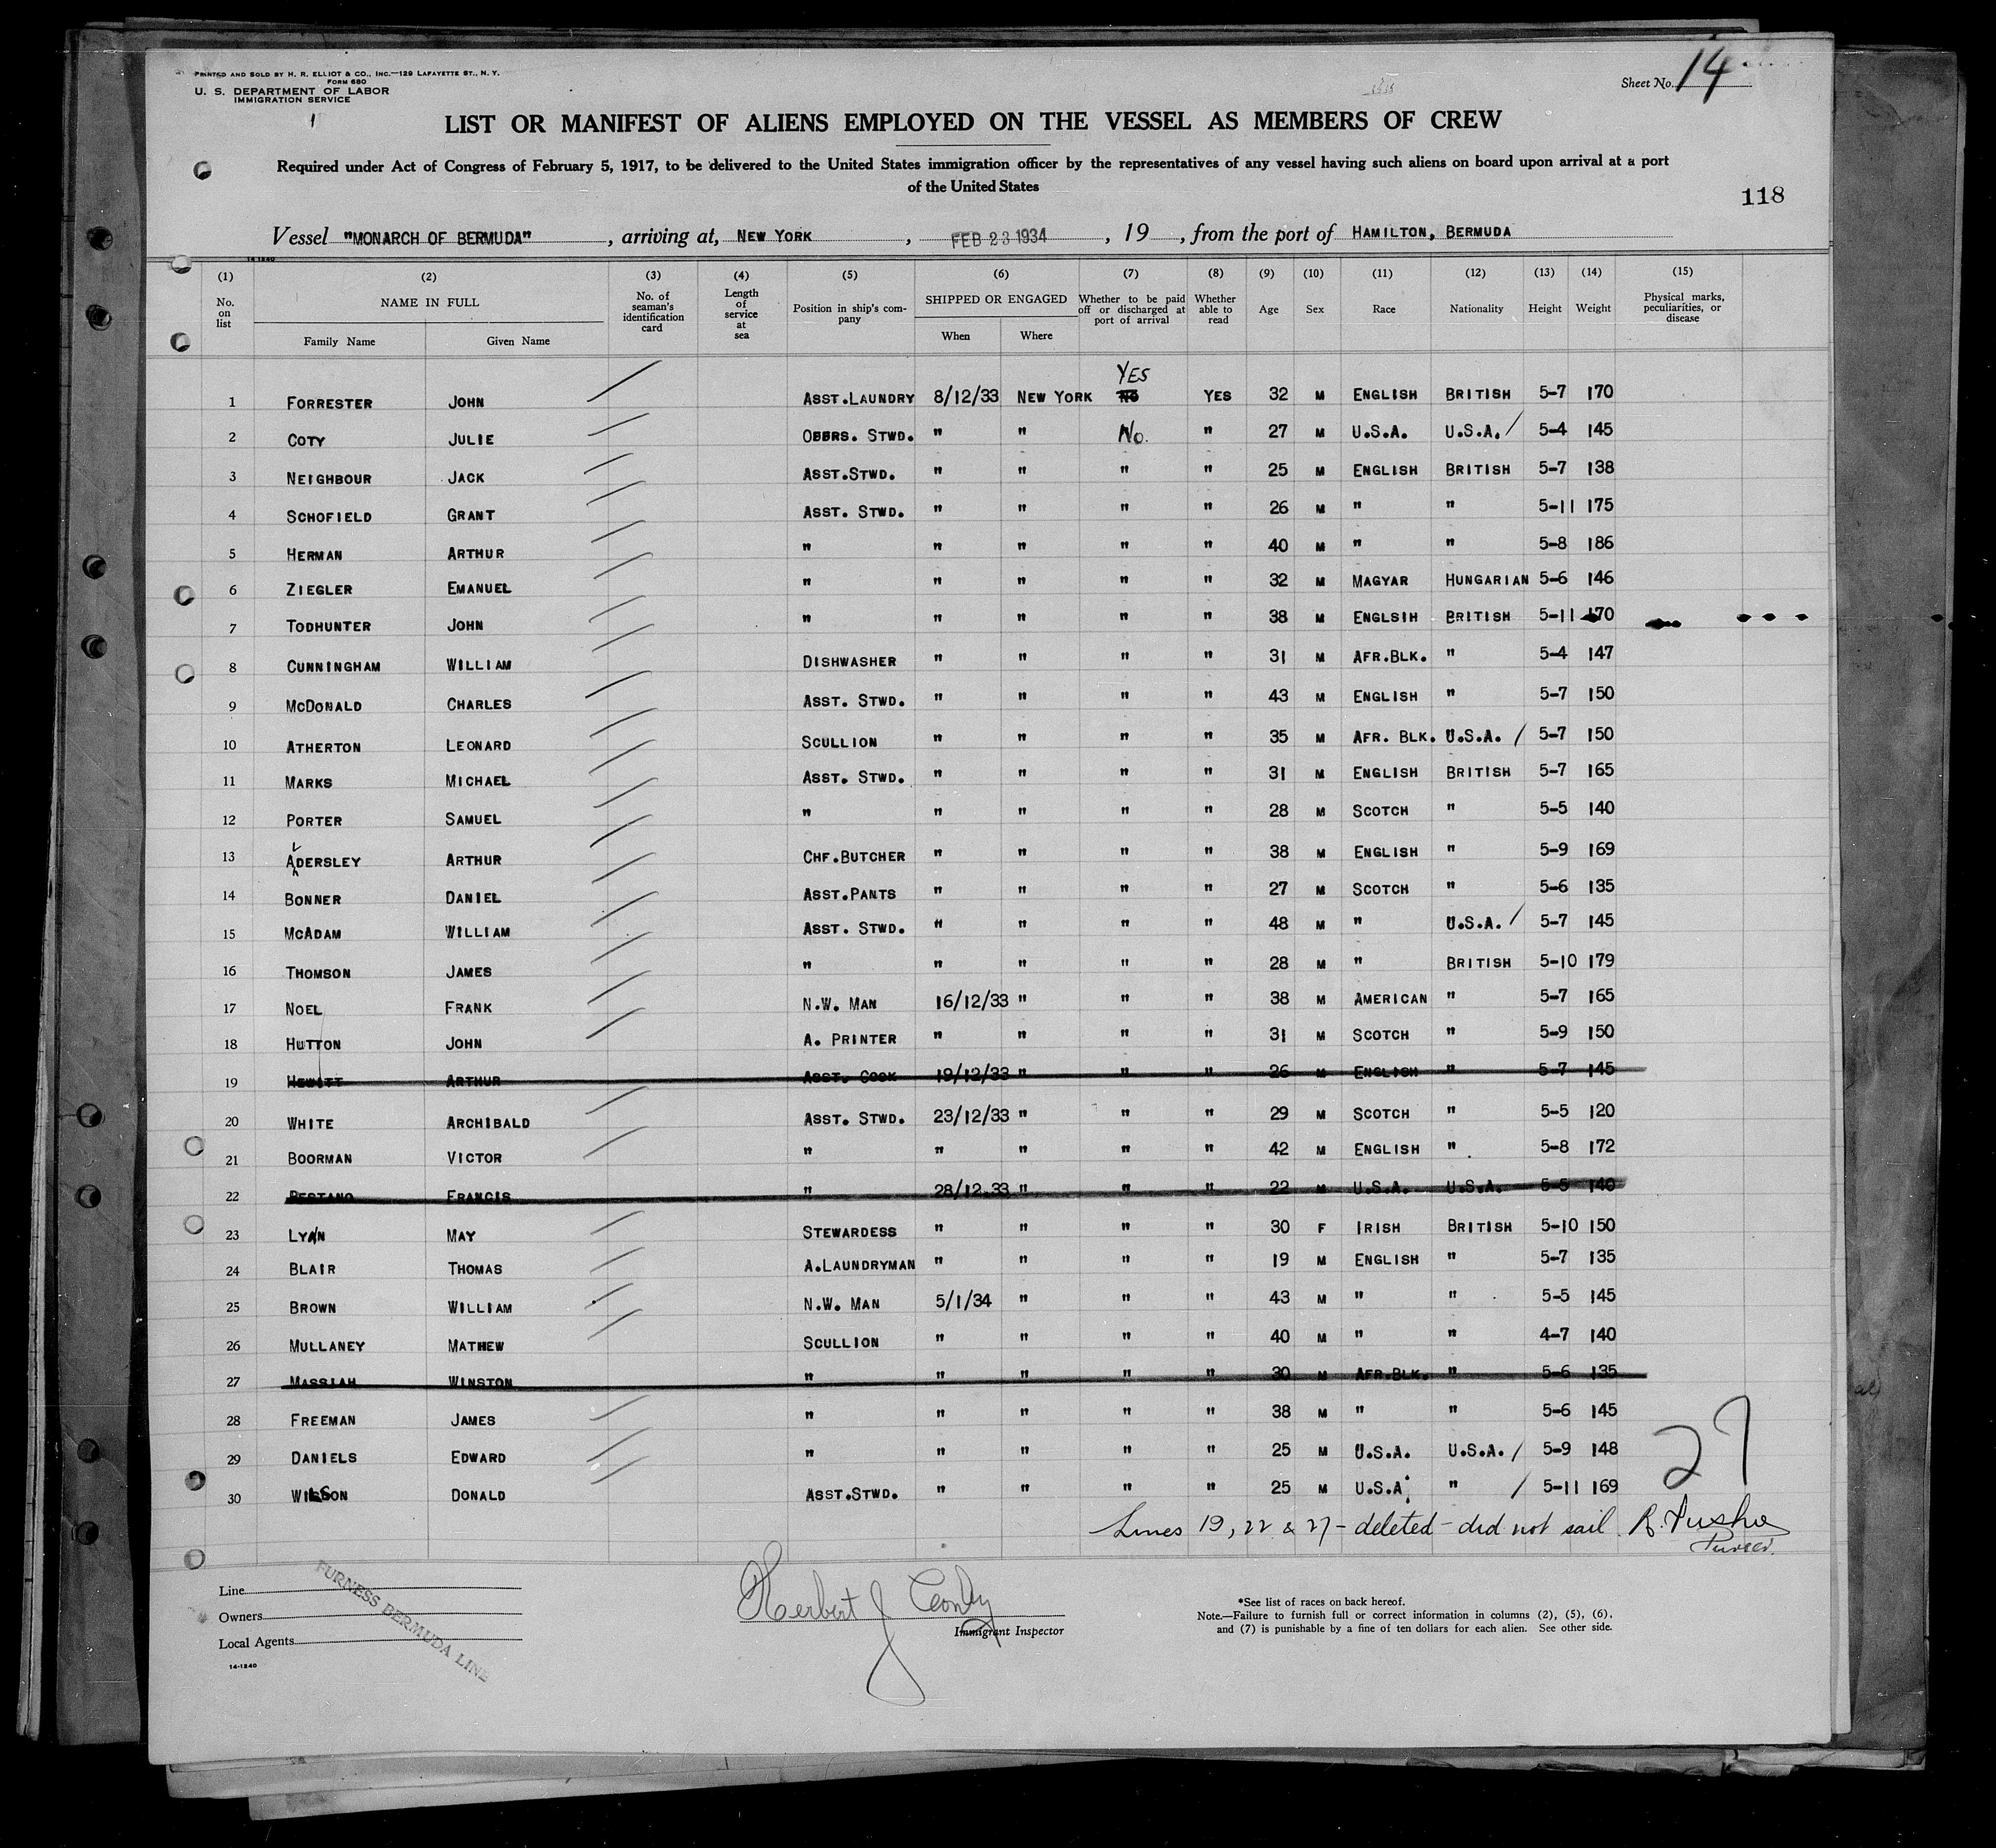 PRINTED AND SOLD BY H. R. ELLIOT & CO., INC.—129 LAFAYETTE ST., N. Y.
FORM 680
U. S. DEPARTMENT OF LABOR
IMMIGRATION SERVICE
Sheet No. 14
LIST OR MANIFEST OF ALIENS EMPLOYED ON THE VESSEL AS MEMBERS OF CREW
Required under Act of Congress of February 5, 1917, to be delivered to the United States immigration officer by the representatives of any vessel having such aliens on board upon arrival at a port
of the United States
118
Vessel "MONARCH OF BERMUDA", arriving at, NEW YORK, FEB 23 1934, 19, from the port of HAMILTON, BERMUDA
14-1240
(1) (2) (3) (4) (5) (6) (7) (8) (9) (10) (11) (12) (13) (14) (15)
No. on list NAME IN FULL No. of seaman's identification card Length of service at sea Position in ship's company SHIPPED OR ENGAGED Whether to be paid off or discharged at port of arrival Whether able to read Age Sex Race Nationality Height Weight Physical marks, peculiarities, or disease
Family Name Given Name When Where
YES
1 FORRESTER JOHN ASST.LAUNDRY 8/12/33 NEW YORK NO YES 32 M ENGLISH BRITISH 5-7 170
2 COTY JULIE OBBRS. STWD. " " No. " 27 M U.S.A. U.S.A. / 5-4 145
3 NEIGHBOUR JACK ASST.STWD. " " " " 25 M ENGLISH BRITISH 5-7 138
4 SCHOFIELD GRANT ASST. STWD. " " " " 26 M " " 5-11 175
5 HERMAN ARTHUR " " " " " 40 M " " 5-8 186
6 ZIEGLER EMANUEL " " " " " 32 M MAGYAR HUNGARIAN 5-6 146
7 TODHUNTER JOHN " " " " " 38 M ENGLSIH BRITISH 5-11 170
8 CUNNINGHAM WILLIAM DISHWASHER " " " " 31 M AFR.BLK. " 5-4 147
9 MCDONALD CHARLES ASST. STWD. " " " " 43 M ENGLISH " 5-7 150
10 ATHERTON LEONARD SCULLION " " " " 35 M AFR. BLK. U.S.A. / 5-7 150
11 MARKS MICHAEL ASST. STWD. " " " " 31 M ENGLISH BRITISH 5-7 165
12 PORTER SAMUEL " " " " " 28 M SCOTCH " 5-5 140
13 ADERSLEY ARTHUR CHF.BUTCHER " " " " 38 M ENGLISH " 5-9 169
14 BONNER DANIEL ASST.PANTS " " " " 27 M SCOTCH " 5-6 135
15 MCADAM WILLIAM ASST. STWD. " " " " 48 M " U.S.A. / 5-7 145
16 THOMSON JAMES " " " " " 28 M " BRITISH 5-10 179
17 NOEL FRANK N.W. MAN 16/12/33 " " " 38 M AMERICAN " 5-7 165
18 HUTTON JOHN A. PRINTER " " " " 31 M SCOTCH " 5-9 150
19 HEWITT ARTHUR ASST. COOK 19/12/33 " " " 26 M ENGLISH " 5-7 145
20 WHITE ARCHIBALD ASST. STWD. 23/12/33 " " " 29 M SCOTCH " 5-5 120
21 BOORMAN VICTOR " " " " " 42 M ENGLISH " 5-8 172
22 PESTANO FRANCIS " 28/12.33 " " " 22 M U.S.A. U.S.A. 5-5 140
23 MAY STEWARDESS " " " " 30 F IRISH BRITISH 5-10 150
24 BLAIR THOMAS A.LAUNDRYMAN " " " " 19 M ENGLISH " 5-7 135
25 BROWN WILLIAM N.W. MAN 5/1/34 " " " 43 M " " 5-5 145
26 MULLANEY MATHEW SCULLION " " " " 40 M " " 4-7 140
27 MASSIAH WINSTON " " " " " 30 M AFR.BLK. " 5-6 135
28 FREEMAN JAMES " " " " " 38 M " " 5-6 145
29 DANIELS EDWARD " " " " " 25 M U.S.A. U.S.A. / 5-9 148
30 WILSON DONALD ASST.STWD. " " " " 25 M U.S.A. " / 5-11 169
27
Lines 19, 22 & 27 - deleted - did not sail. Purser.
Line
Owners
Local Agents
14-1240
FURNESS BERMUDA LINE
Herbert J
Immigrant Inspector
*See list of races on back hereof.
Note.—Failure to furnish full or correct information in columns (2), (5), (6),
and (7) is punishable by a fine of ten dollars for each alien. See other side.